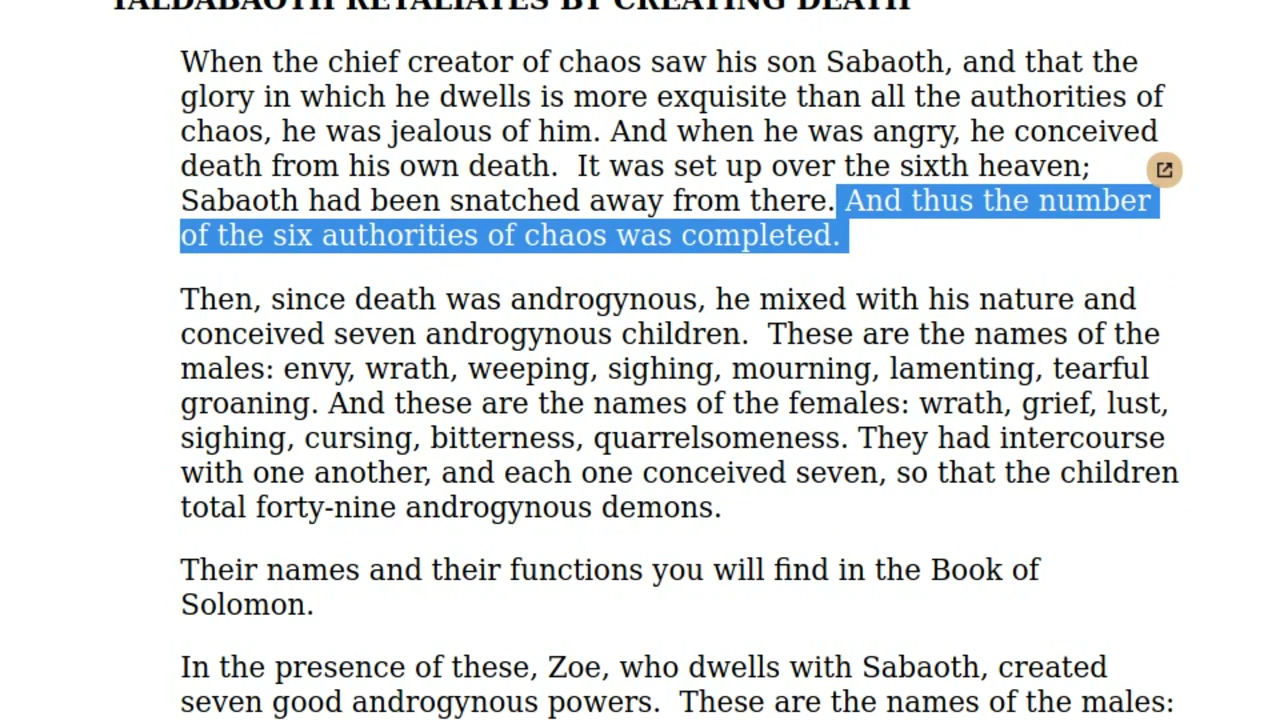 YALDABAOTH RETALIATES BY CREATING DEATH
When the chief creator of chaos saw his son Sabaoth, and that the
glory in which he dwells is more exquisite than all the authorities of
chaos, he was jealous of him. And when he was angry, he conceived
death from his own death.  It was set up over the sixth heaven;
Sabaoth had been snatched away from there. And thus the number
of the six authorities of chaos was completed.
Then, since death was androgynous, he mixed with his nature and
conceived seven androgynous children.  These are the names of the
males: envy, wrath, weeping, sighing, mourning, lamenting, tearful
groaning. And these are the names of the females: wrath, grief, lust,
sighing, cursing, bitterness, quarrelsomeness. They had intercourse
with one another, and each one conceived seven, so that the children
total forty-nine androgynous demons.
Their names and their functions you will find in the Book of
Solomon.
In the presence of these, Zoe, who dwells with Sabaoth, created
seven good androgynous powers.  These are the names of the males: